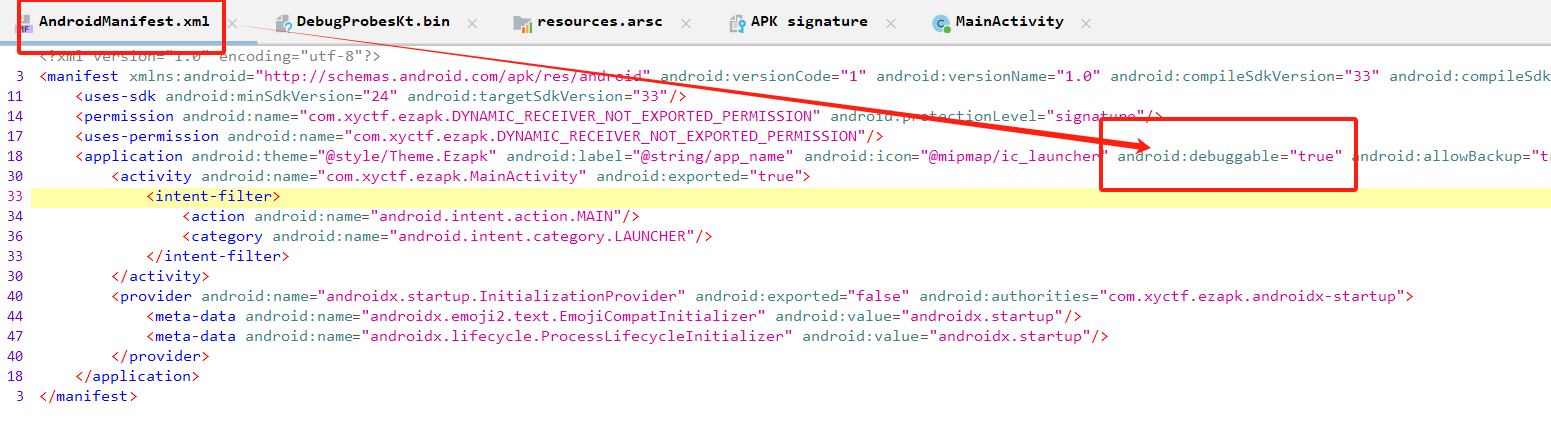 AndroidManifest.xml DebugProbesKt.bin resources.arsc APK signature MainActivity
<?xml version="1.0" encoding="utf-8"?>
3 <manifest xmlns:android="http://schemas.android.com/apk/res/android" android:versionCode="1" android:versionName="1.0" android:compileSdkVersion="33" android:compileSdk
11 <uses-sdk android:minSdkVersion="24" android:targetSdkVersion="33"/>
14 <permission android:name="com.xyctf.ezapk.DYNAMIC_RECEIVER_NOT_EXPORTED_PERMISSION" android:protectionLevel="signature"/>
17 <uses-permission android:name="com.xyctf.ezapk.DYNAMIC_RECEIVER_NOT_EXPORTED_PERMISSION"/>
18 <application android:theme="@style/Theme.Ezapk" android:label="@string/app_name" android:icon="@mipmap/ic_launcher" android:debuggable="true" android:allowBackup="t
30 <activity android:name="com.xyctf.ezapk.MainActivity" android:exported="true">
33 <intent-filter>
34 <action android:name="android.intent.action.MAIN"/>
36 <category android:name="android.intent.category.LAUNCHER"/>
33 </intent-filter>
30 </activity>
40 <provider android:name="androidx.startup.InitializationProvider" android:exported="false" android:authorities="com.xyctf.ezapk.androidx-startup">
44 <meta-data android:name="androidx.emoji2.text.EmojiCompatInitializer" android:value="androidx.startup"/>
47 <meta-data android:name="androidx.lifecycle.ProcessLifecycleInitializer" android:value="androidx.startup"/>
40 </provider>
18 </application>
3 </manifest>